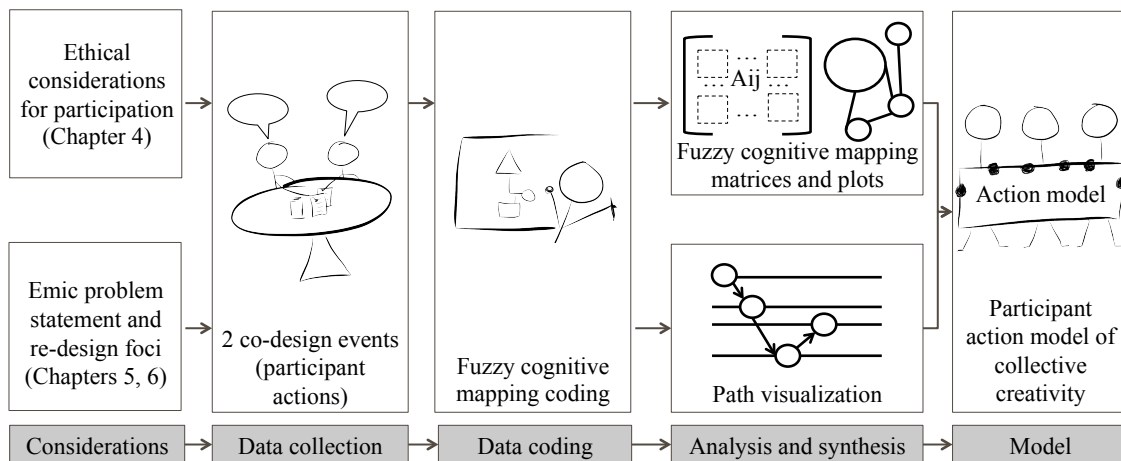 Ethical
considerations
for participation
(Chapter 4)
Emic problem
statement and
re-design foci
(Chapters 5, 6)
2 co-design events
(participant
actions)
Fuzzy cognitive
mapping coding
... Aij ...
... ...
...
Fuzzy cognitive mapping
matrices and plots
Path visualization
Action model
Participant
action model of
collective
creativity
Considerations
Data collection
Data coding
Analysis and synthesis
Model